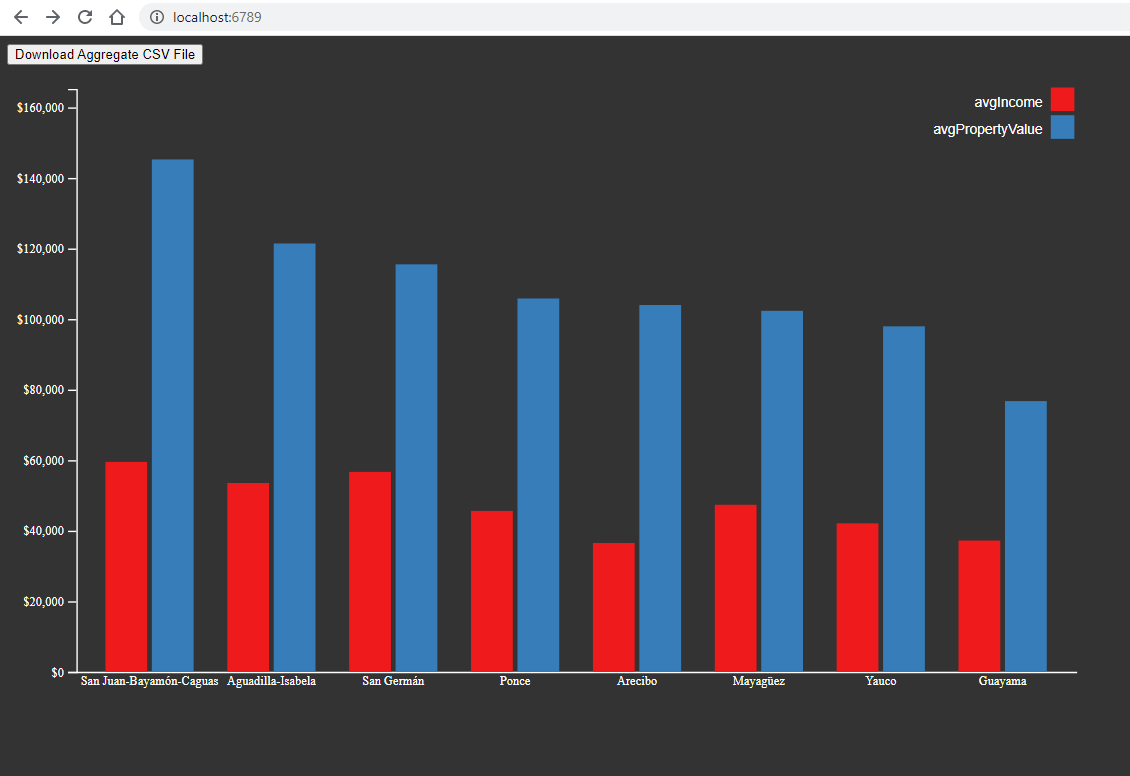 localhost:6789
Download Aggregate CSV File
avgIncome
avgPropertyValue
$160,000
$140,000
$120,000
$100,000
$80,000
$60,000
$40,000
$20,000
$0
San Juan-Bayamón-Caguas Aguadilla-Isabela San Germán Ponce Arecibo Mayagüez Yauco Guayama